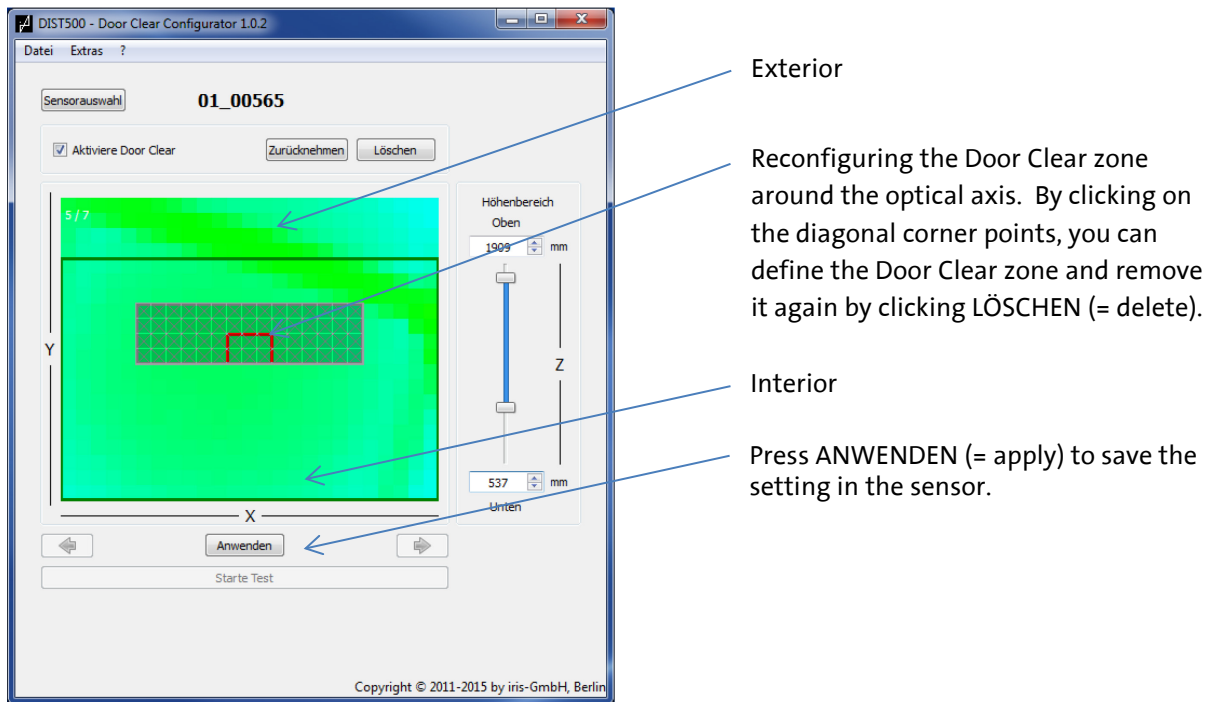 DIST500 - Door Clear Configurator 1.0.2
Datei Extras ?
Sensorauswahl 01_00565
Aktiviere Door Clear Zurücknehmen Löschen
5 / 7
Y
X
Höhenbereich
Oben
1909 mm
Z
537 mm
Unten
Anwenden
Starte Test
Copyright © 2011-2015 by iris-GmbH, Berlin
Exterior
Reconfiguring the Door Clear zone
around the optical axis. By clicking on
the diagonal corner points, you can
define the Door Clear zone and remove
it again by clicking LÖSCHEN (= delete).
Interior
Press ANWENDEN (= apply) to save the
setting in the sensor.